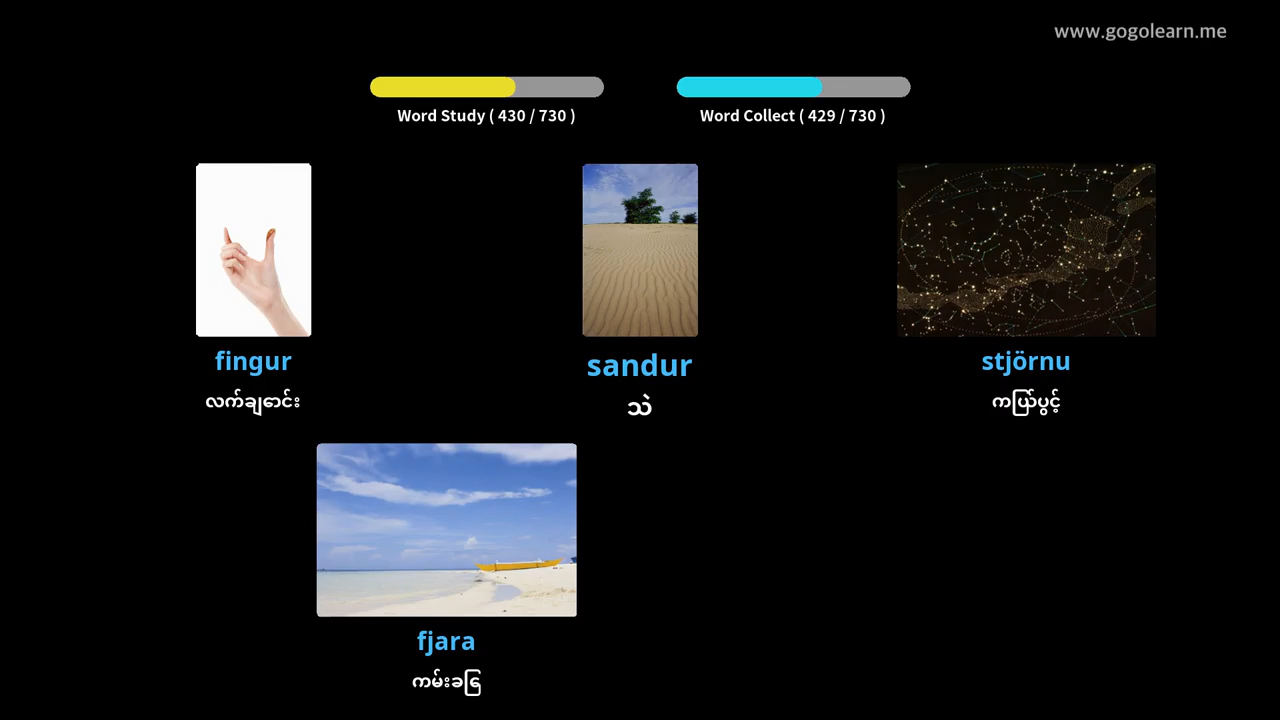 www.gogolearn.me
Word Study ( 430 / 730 )
Word Collect ( 429 / 730 )
fingur
sandur
stjörnu
လက်ချောင်း
သဲ
ကြယ်ပွင့်
fjara
ကမ်းခြေ